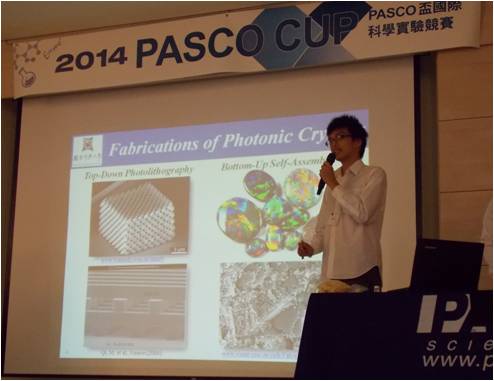 2014 PASCO CUP
PASCO盃國際
科學實驗競賽
Fabrications of Photonic Cry
Top-Down Photolithography
Bottom-Up Self-Assem
PA
scie
www.p